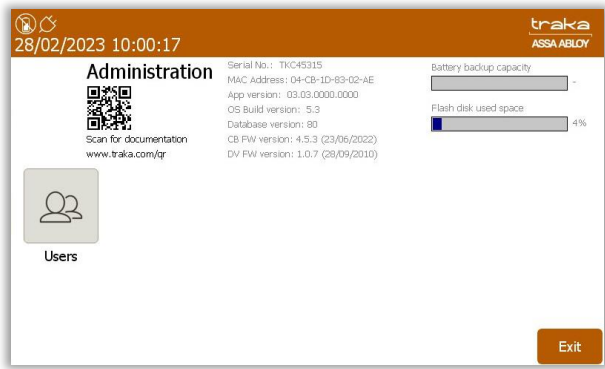 traka
28/02/2023 10:00:17
ASSA ABLOY
Administration
Scan for documentation
www.traka.com/qr
Serial No.: TKC45315
MAC Address: 04-CB-1D-83-02-AE
App version: 03.03.0000.0000
OS Build version: 5.3
Database version: 80
CB FW version: 4.5.3 (23/06/2022)
DV FW version: 1.0.7 (28/09/2010)
Battery backup capacity
-
Flash disk used space
4%
Users
Exit